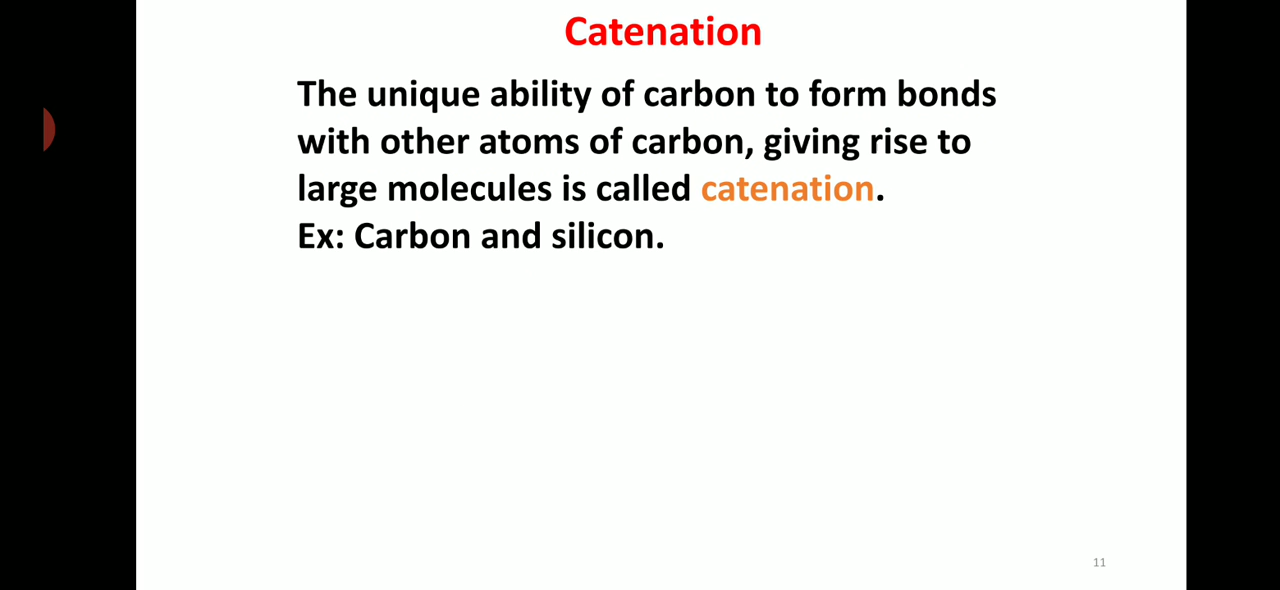 Catenation
The unique ability of carbon to form bonds
with other atoms of carbon, giving rise to
large molecules is called catenation.
Ex: Carbon and silicon.
11